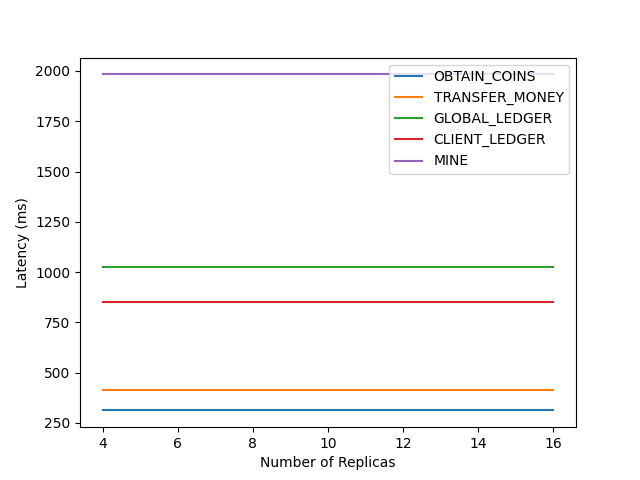 2000
1750
1500
1250
1000
750
500
250
Latency (ms)
OBTAIN_COINS
TRANSFER_MONEY
GLOBAL_LEDGER
CLIENT_LEDGER
MINE
4 6 8 10 12 14 16
Number of Replicas